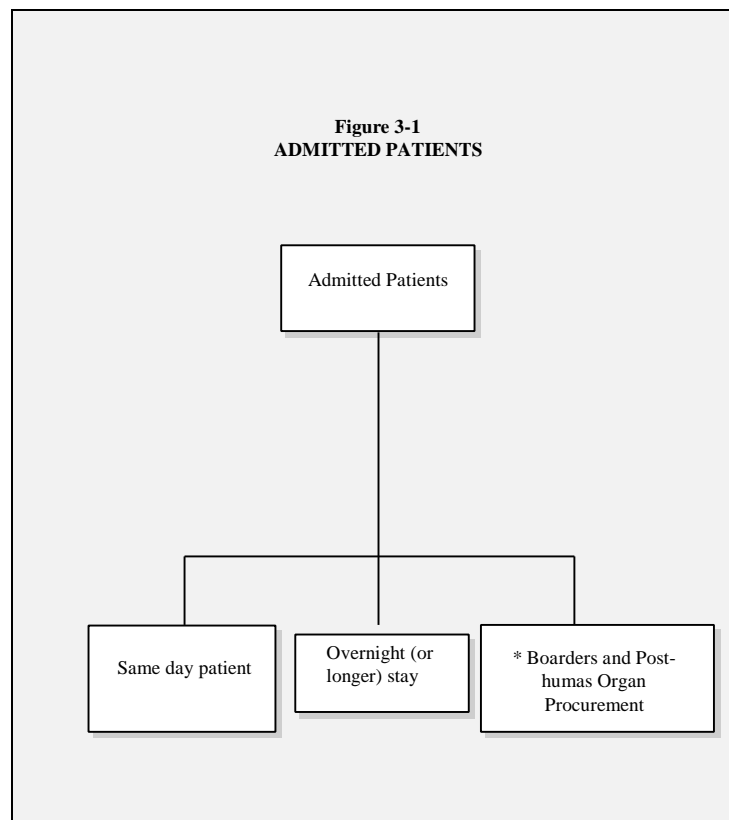 Figure 3-1
ADMITTED PATIENTS
Admitted Patients
Same day patient
Overnight (or
longer) stay
* Boarders and Post-
humas Organ
Procurement